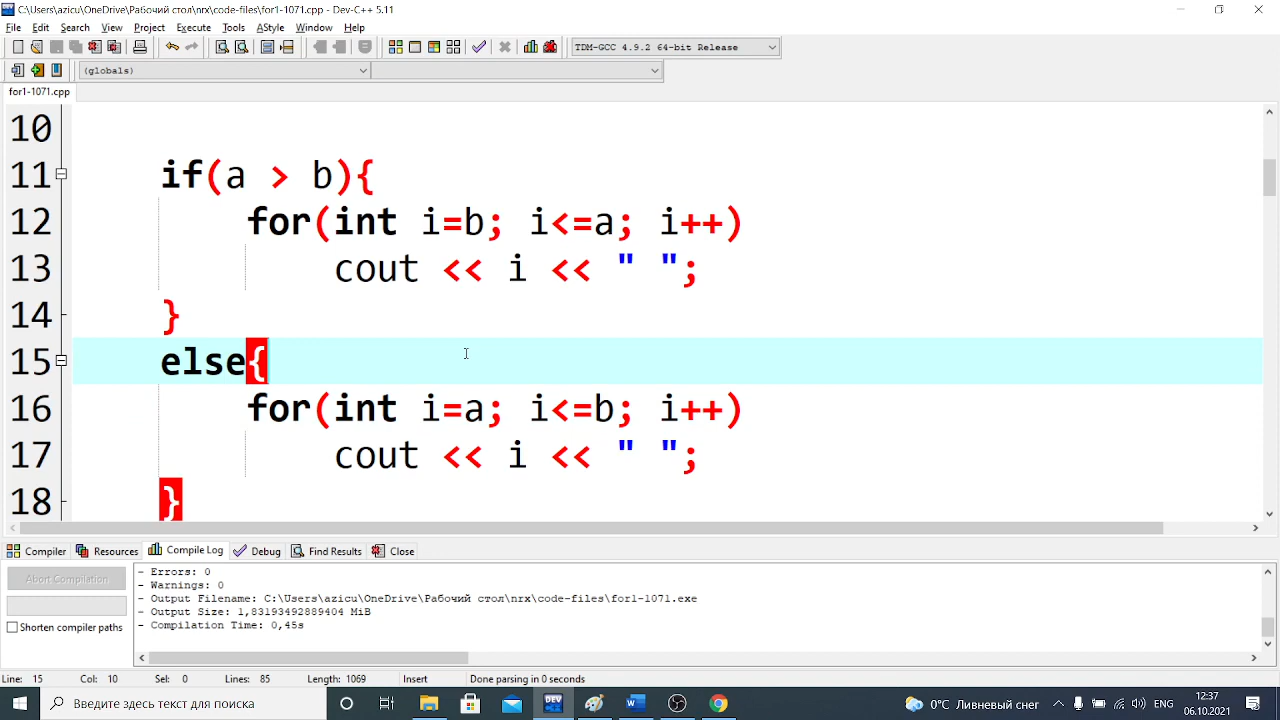 C:\Users\azicu\OneDrive\Рабочий стол\nrx\code-files\for1-1071.cpp - Dev-C++ 5.11
File Edit Search View Project Execute Tools AStyle Window Help
TDM-GCC 4.9.2 64-bit Release
(globals)
for1-1071.cpp
10
11 if(a > b){
12 for(int i=b; i<=a; i++)
13 cout << i << " ";
14 }
15 else{
16 for(int i=a; i<=b; i++)
17 cout << i << " ";
18 }
Compiler Resources Compile Log Debug Find Results Close
Abort Compilation
Shorten compiler paths
- Errors: 0
- Warnings: 0
- Output Filename: C:\Users\azicu\OneDrive\Рабочий стол\nrx\code-files\for1-1071.exe
- Output Size: 1,83193492889404 MiB
- Compilation Time: 0,45s
Line: 15 Col: 10 Sel: 0 Lines: 85 Length: 1069 Insert Done parsing in 0 seconds
Введите здесь текст для поиска
DEV C++
0°C Ливневый снег
12:37
06.10.2021